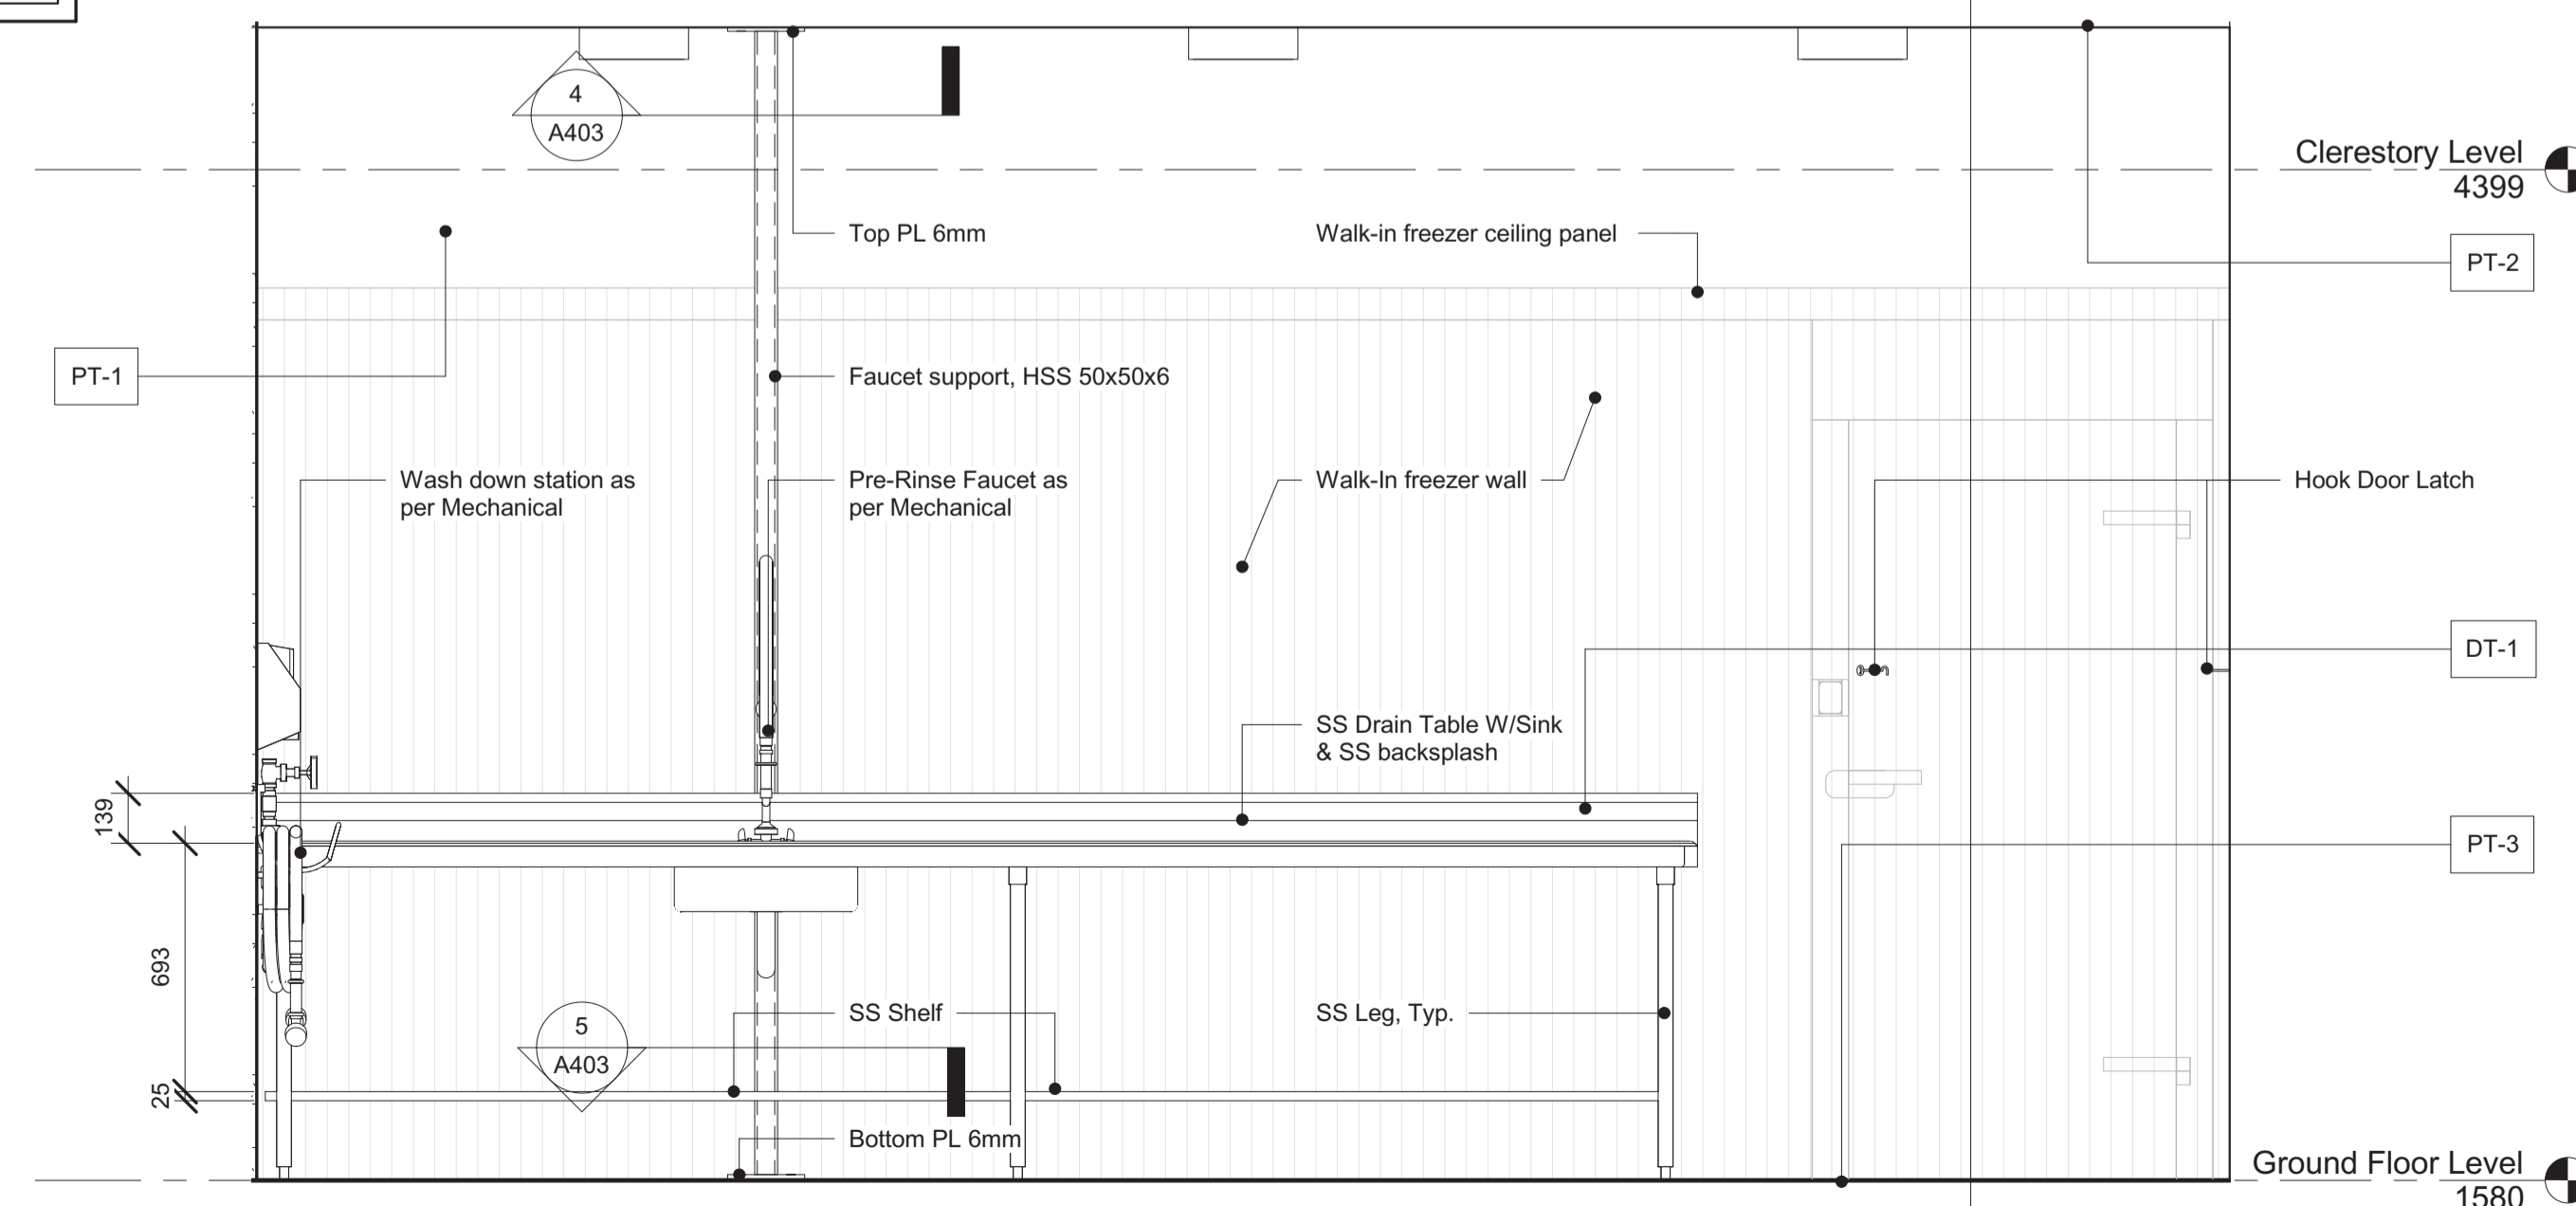 4
A403
Clerestory Level
4399
Top PL 6mm
Walk-in freezer ceiling panel
PT-2
PT-1
Faucet support, HSS 50x50x6
Wash down station as
per Mechanical
Pre-Rinse Faucet as
per Mechanical
Walk-In freezer wall
Hook Door Latch
DT-1
SS Drain Table W/Sink
& SS backsplash
139
PT-3
693
5
A403
SS Shelf
SS Leg, Typ.
25
Bottom PL 6mm
Ground Floor Level
1580